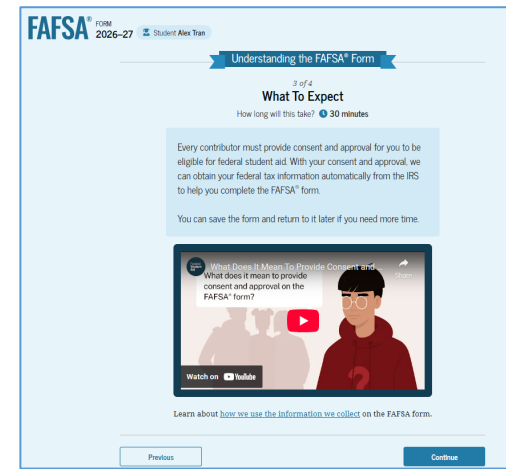 FAFSA® FORM 2026–27 Student Alex Tran
Understanding the FAFSA® Form
3 of 4
What To Expect
How long will this take? 30 minutes
Every contributor must provide consent and approval for you to be
eligible for federal student aid. With your consent and approval, we
can obtain your federal tax information automatically from the IRS
to help you complete the FAFSA® form.
You can save the form and return to it later if you need more time.
What Does It Mean To Provide Consent and ...
Share
What does it mean to provide
consent and approval on the
FAFSA® form?
Watch on YouTube
Learn about how we use the information we collect on the FAFSA form.
Previous
Continue